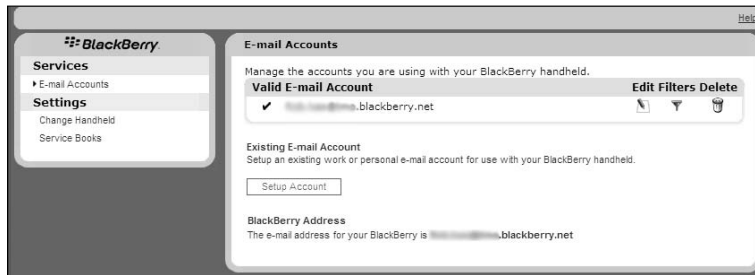 Help
BlackBerry.
Services
E-mail Accounts
Settings
Change Handheld
Service Books
E-mail Accounts
Manage the accounts you are using with your BlackBerry handheld.
Valid E-mail Account Edit Filters Delete
.blackberry.net
Existing E-mail Account
Setup an existing work or personal e-mail account for use with your BlackBerry handheld.
Setup Account
BlackBerry Address
The e-mail address for your BlackBerry is .blackberry.net